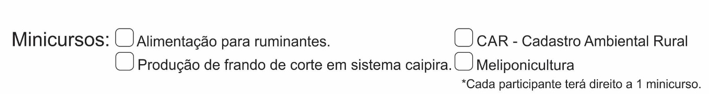 Minicursos: Alimentação para ruminantes. CAR - Cadastro Ambiental Rural
Produção de frando de corte em sistema caipira. Meliponicultura
*Cada participante terá direito a 1 minicurso.